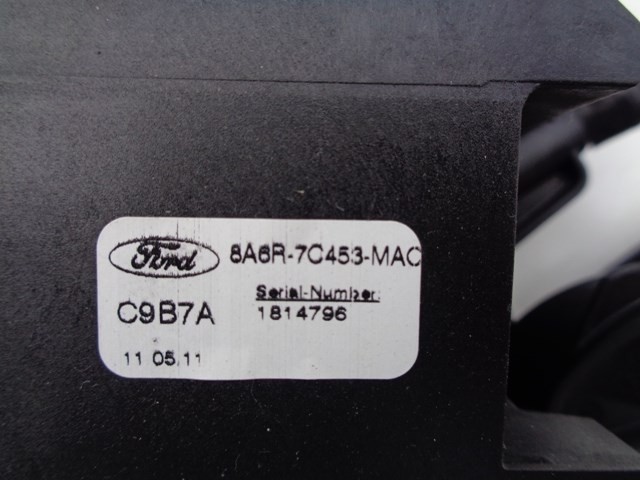 Ford 8A6R-7C453-MAC
Serial-Number:
C9B7A 1814796
11 05.11